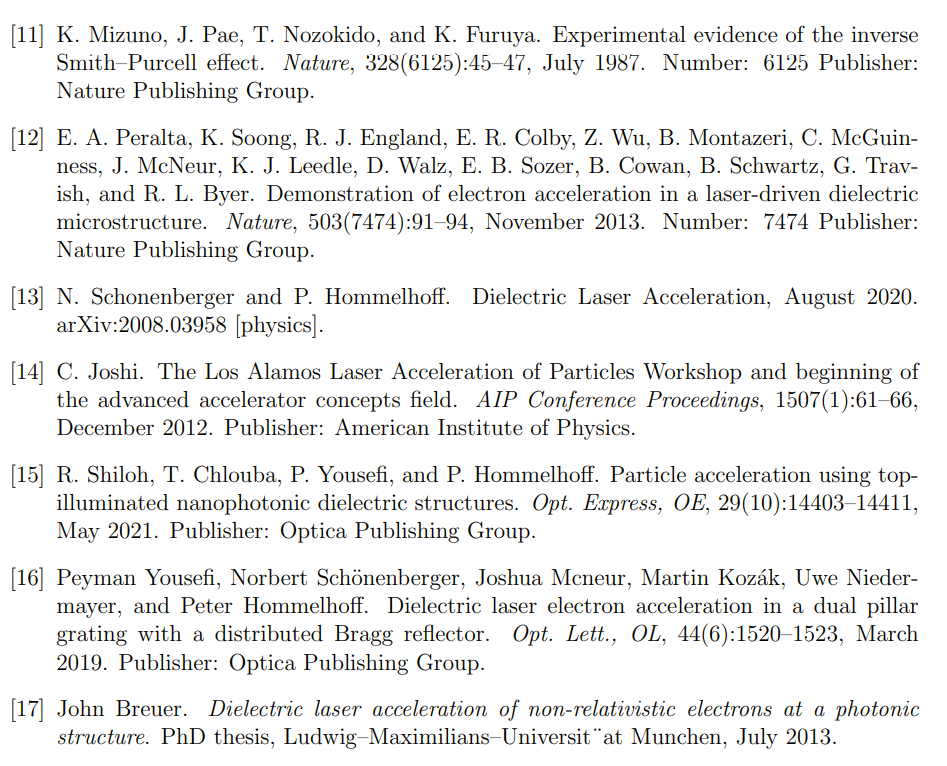 [11] K. Mizuno, J. Pae, T. Nozokido, and K. Furuya. Experimental evidence of the inverse
Smith–Purcell effect. Nature, 328(6125):45–47, July 1987. Number: 6125 Publisher:
Nature Publishing Group.
[12] E. A. Peralta, K. Soong, R. J. England, E. R. Colby, Z. Wu, B. Montazeri, C. McGuin-
ness, J. McNeur, K. J. Leedle, D. Walz, E. B. Sozer, B. Cowan, B. Schwartz, G. Trav-
ish, and R. L. Byer. Demonstration of electron acceleration in a laser-driven dielectric
microstructure. Nature, 503(7474):91–94, November 2013. Number: 7474 Publisher:
Nature Publishing Group.
[13] N. Schonenberger and P. Hommelhoff. Dielectric Laser Acceleration, August 2020.
arXiv:2008.03958 [physics].
[14] C. Joshi. The Los Alamos Laser Acceleration of Particles Workshop and beginning of
the advanced accelerator concepts field. AIP Conference Proceedings, 1507(1):61–66,
December 2012. Publisher: American Institute of Physics.
[15] R. Shiloh, T. Chlouba, P. Yousefi, and P. Hommelhoff. Particle acceleration using top-
illuminated nanophotonic dielectric structures. Opt. Express, OE, 29(10):14403–14411,
May 2021. Publisher: Optica Publishing Group.
[16] Peyman Yousefi, Norbert Schönenberger, Joshua Mcneur, Martin Kozák, Uwe Nieder-
mayer, and Peter Hommelhoff. Dielectric laser electron acceleration in a dual pillar
grating with a distributed Bragg reflector. Opt. Lett., OL, 44(6):1520–1523, March
2019. Publisher: Optica Publishing Group.
[17] John Breuer. Dielectric laser acceleration of non-relativistic electrons at a photonic
structure. PhD thesis, Ludwig–Maximilians–Universit¨at Munchen, July 2013.